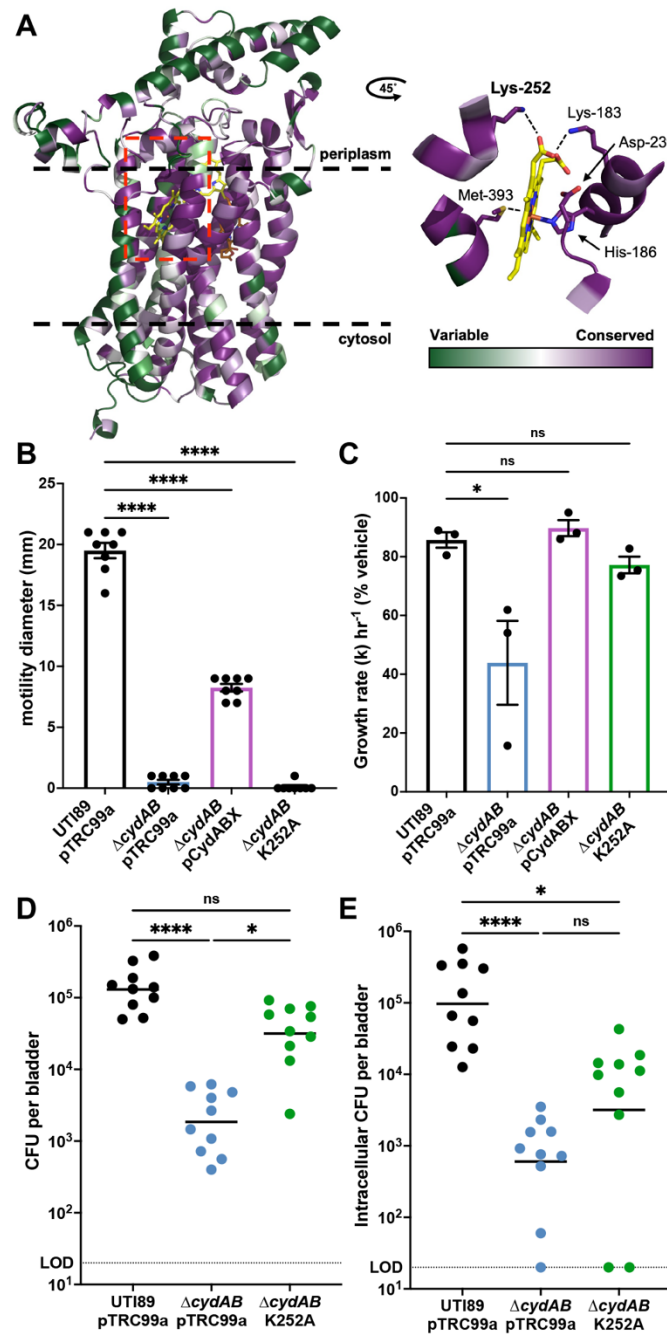 A
45°
Lys-252
Lys-183
Asp-23
Met-393
His-186
periplasm
cytosol
Variable Conserved
B
****
****
****
motility diameter (mm)
25
20
15
10
5
0
UTI89
pTRC99a
ΔcydAB
pTRC99a
ΔcydAB
pCydABX
ΔcydAB
K252A
C
ns
ns
*
Growth rate (k) hr⁻¹ (% vehicle)
100
80
60
40
20
0
UTI89
pTRC99a
ΔcydAB
pTRC99a
ΔcydAB
pCydABX
ΔcydAB
K252A
D
ns
**** *
CFU per bladder
10⁶
10⁵
10⁴
10³
10²
LOD
10¹
UTI89
pTRC99a
ΔcydAB
pTRC99a
ΔcydAB
K252A
E
*
**** ns
Intracellular CFU per bladder
10⁶
10⁵
10⁴
10³
10²
LOD
10¹
UTI89
pTRC99a
ΔcydAB
pTRC99a
ΔcydAB
K252A